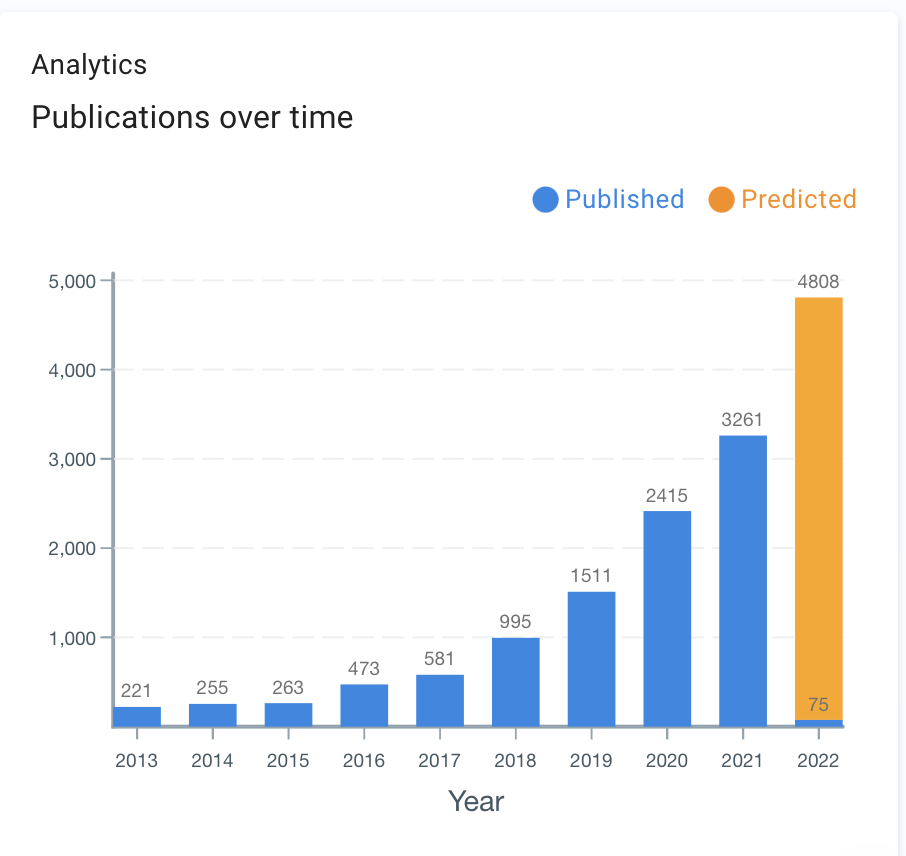 Analytics
Publications over time
Published Predicted
5,000
4,000
3,000
2,000
1,000
221 255 263 473 581 995 1511 2415 3261 4808
75
2013 2014 2015 2016 2017 2018 2019 2020 2021 2022
Year